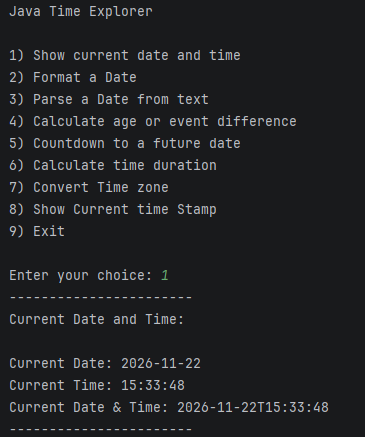 Java Time Explorer
1) Show current date and time
2) Format a Date
3) Parse a Date from text
4) Calculate age or event difference
5) Countdown to a future date
6) Calculate time duration
7) Convert Time zone
8) Show Current time Stamp
9) Exit
Enter your choice: 1
-----------------------
Current Date and Time:
Current Date: 2026-11-22
Current Time: 15:33:48
Current Date & Time: 2026-11-22T15:33:48
-----------------------